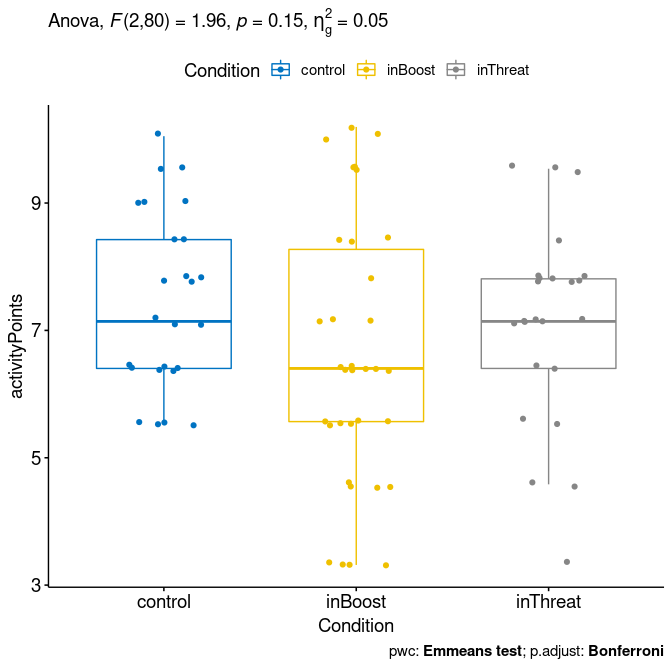 Anova, F(2,80) = 1.96, p = 0.15, η²g = 0.05
Condition control inBoost inThreat
activityPoints
9
7
5
3
control inBoost inThreat
Condition
pwc: Emmeans test; p.adjust: Bonferroni